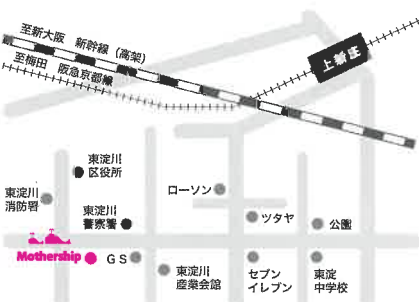 至新大阪 新幹線（高架）
至梅田 阪急京都線
上新庄
東淀川
区役所
東淀川
消防署
ローソン
東淀川
警察署
ツタヤ
公園
Mothership
GS
東淀川
産業会館
セブン
イレブン
東淀
中学校